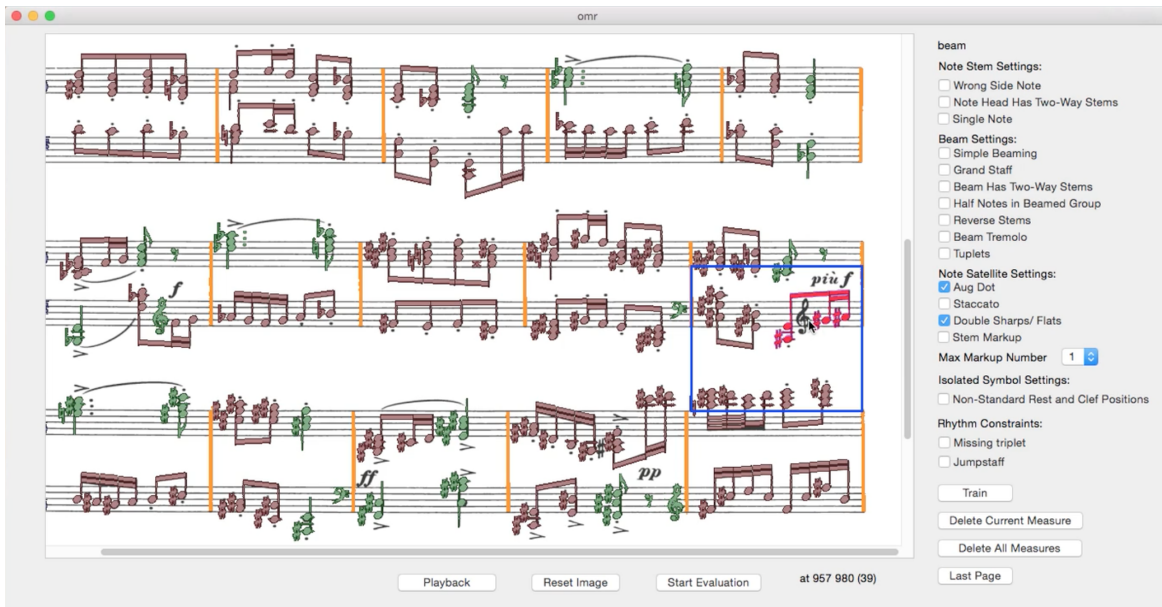 omr
beam
Note Stem Settings:
Wrong Side Note
Note Head Has Two-Way Stems
Single Note
Beam Settings:
Simple Beaming
Grand Staff
Beam Has Two-Way Stems
Half Notes in Beamed Group
Reverse Stems
Beam Tremolo
Tuplets
Note Satellite Settings:
Aug Dot
Staccato
Double Sharps/ Flats
Stem Markup
Max Markup Number 1
Isolated Symbol Settings:
Non-Standard Rest and Clef Positions
Rhythm Constraints:
Missing triplet
Jumpstaff
Train
Delete Current Measure
Delete All Measures
Last Page
più f
f
ff
pp
Playback
Reset Image
Start Evaluation
at 957 980 (39)